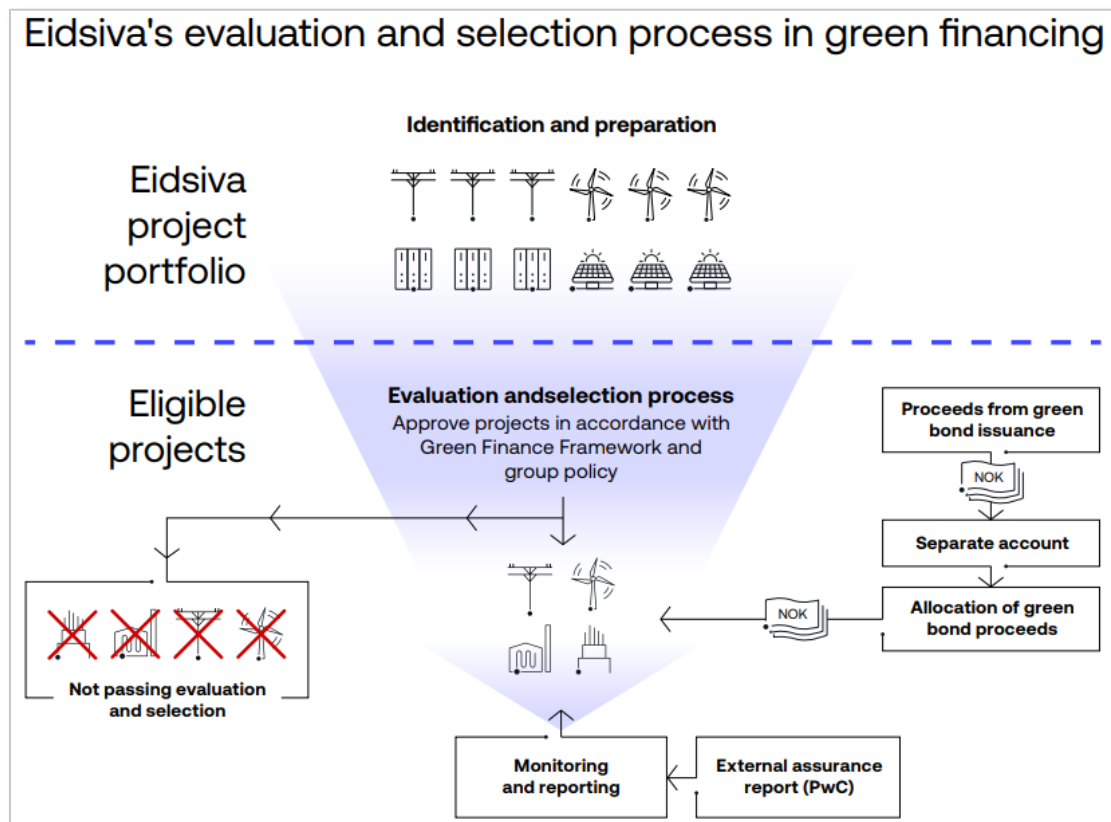 Eidsiva's evaluation and selection process in green financing
Identification and preparation
Eidsiva
project
portfolio
Eligible
projects
Evaluation andselection process
Approve projects in accordance with
Green Finance Framework and
group policy
Proceeds from green
bond issuance
NOK
Separate account
Allocation of green
bond proceeds
NOK
Not passing evaluation
and selection
Monitoring
and reporting
External assurance
report (PwC)